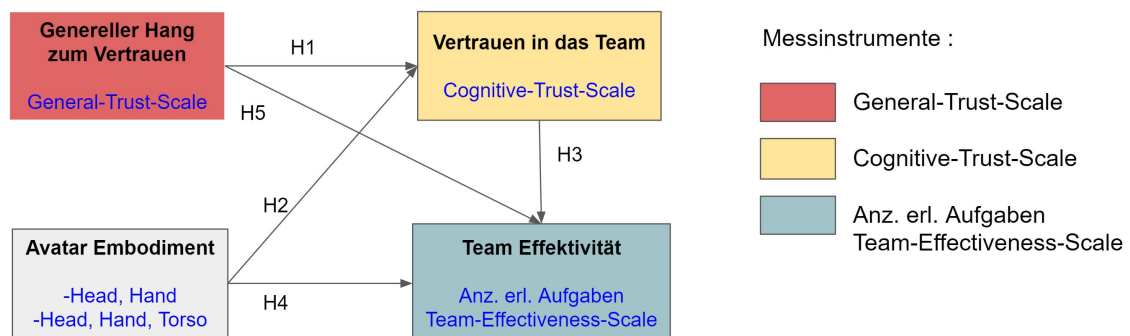 Genereller Hang
zum Vertrauen
General-Trust-Scale
H1
Vertrauen in das Team
Cognitive-Trust-Scale
H5
H2
H3
Avatar Embodiment
-Head, Hand
-Head, Hand, Torso
H4
Team Effektivität
Anz. erl. Aufgaben
Team-Effectiveness-Scale
Messinstrumente :
General-Trust-Scale
Cognitive-Trust-Scale
Anz. erl. Aufgaben
Team-Effectiveness-Scale